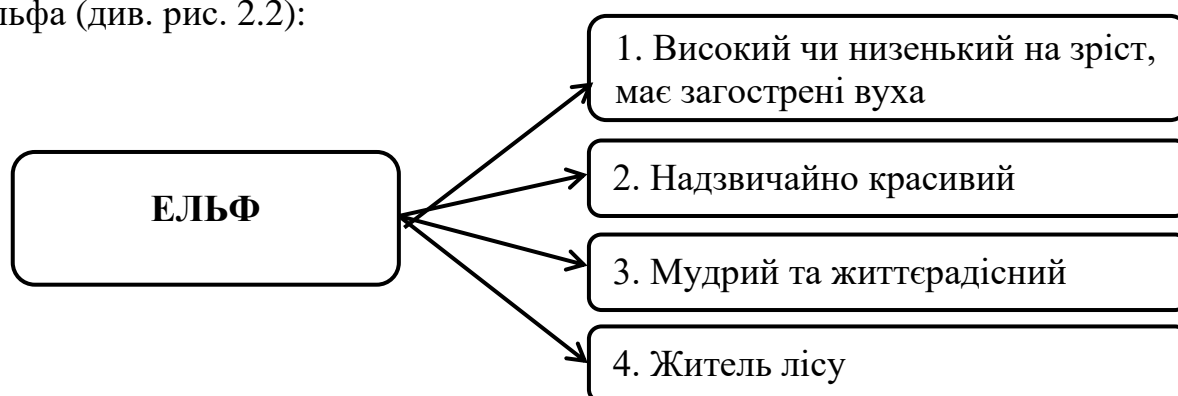 льфа (див. рис. 2.2):
1. Високий чи низенький на зріст,
має загострені вуха
ЕЛЬФ
2. Надзвичайно красивий
3. Мудрий та життєрадісний
4. Житель лісу